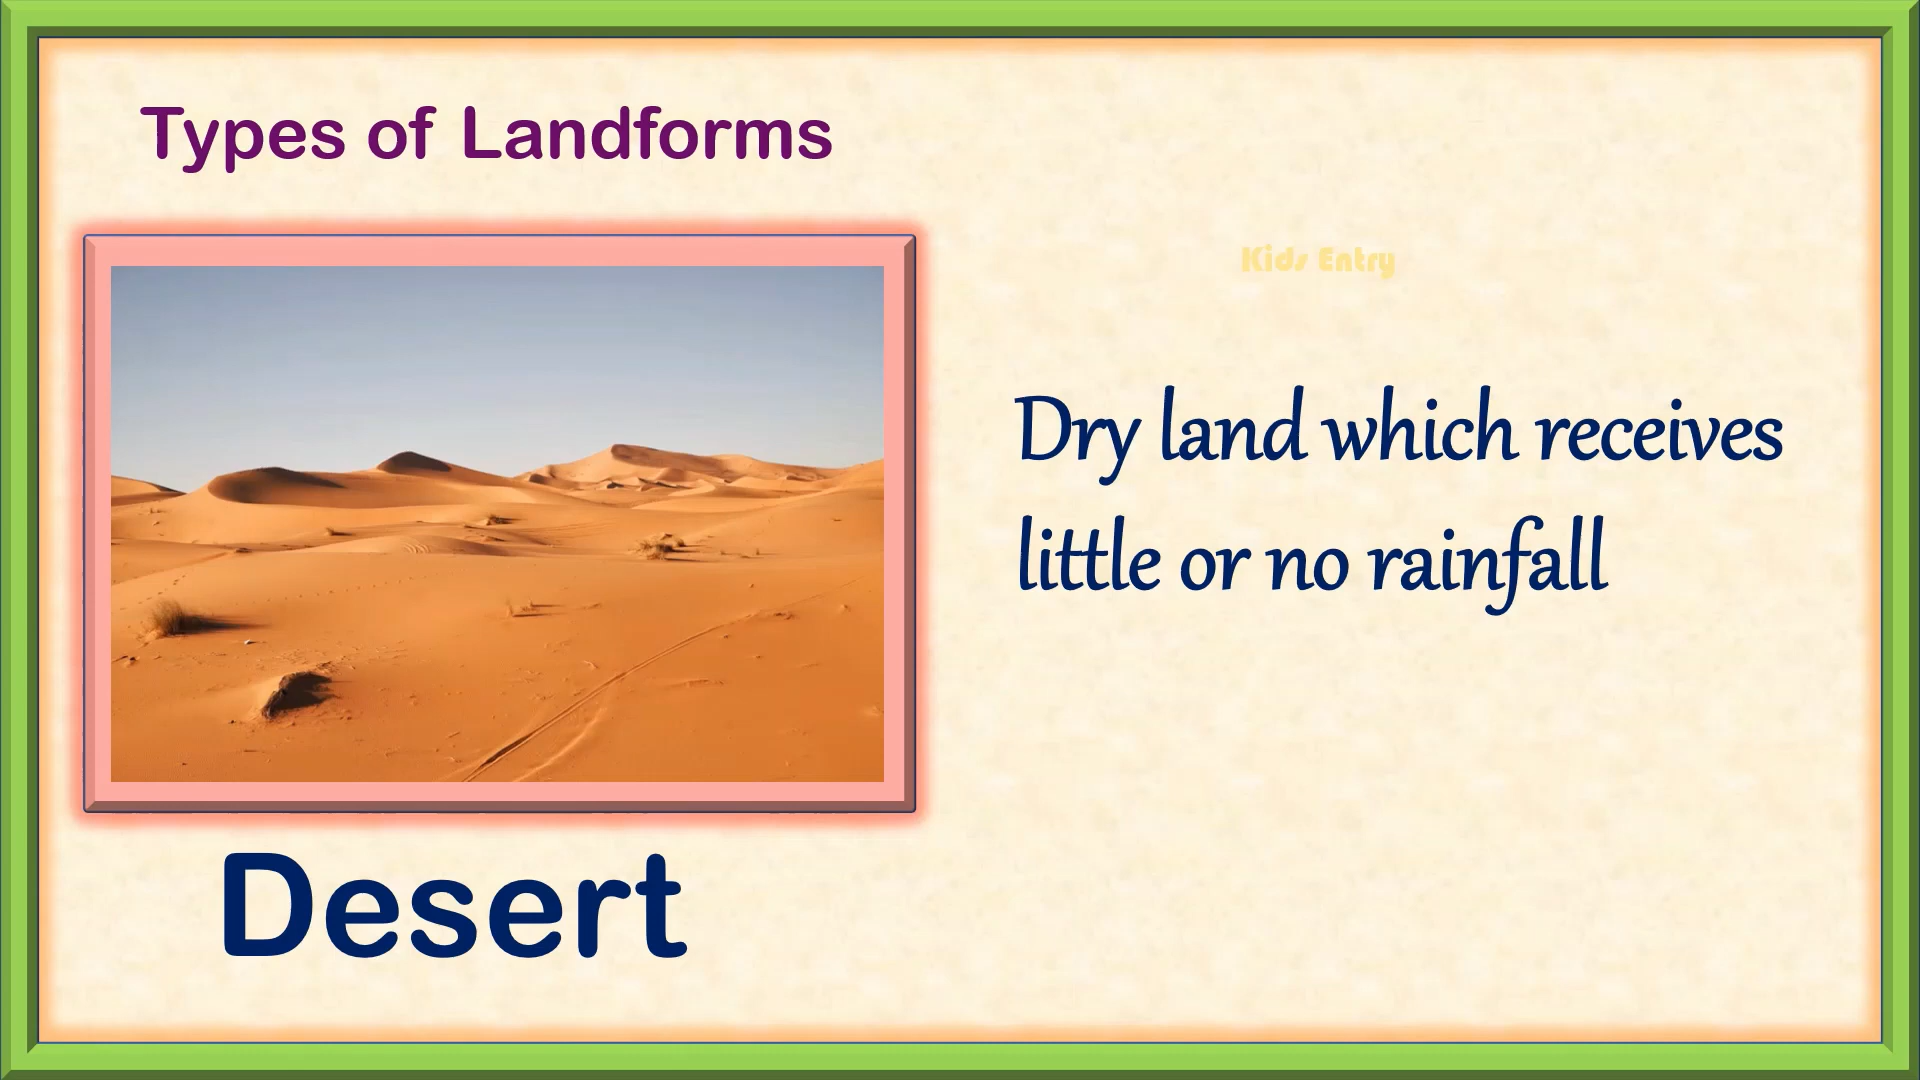 Types of Landforms
Kids Entry
Dry land which receives
little or no rainfall
Desert